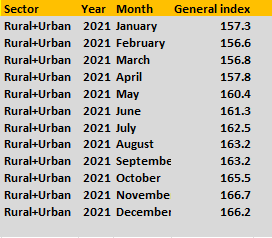 Sector Year Month General index
Rural+Urban 2021 January 157.3
Rural+Urban 2021 February 156.6
Rural+Urban 2021 March 156.8
Rural+Urban 2021 April 157.8
Rural+Urban 2021 May 160.4
Rural+Urban 2021 June 161.3
Rural+Urban 2021 July 162.5
Rural+Urban 2021 August 163.2
Rural+Urban 2021 Septembe 163.2
Rural+Urban 2021 October 165.5
Rural+Urban 2021 Novembe 166.7
Rural+Urban 2021 December 166.2